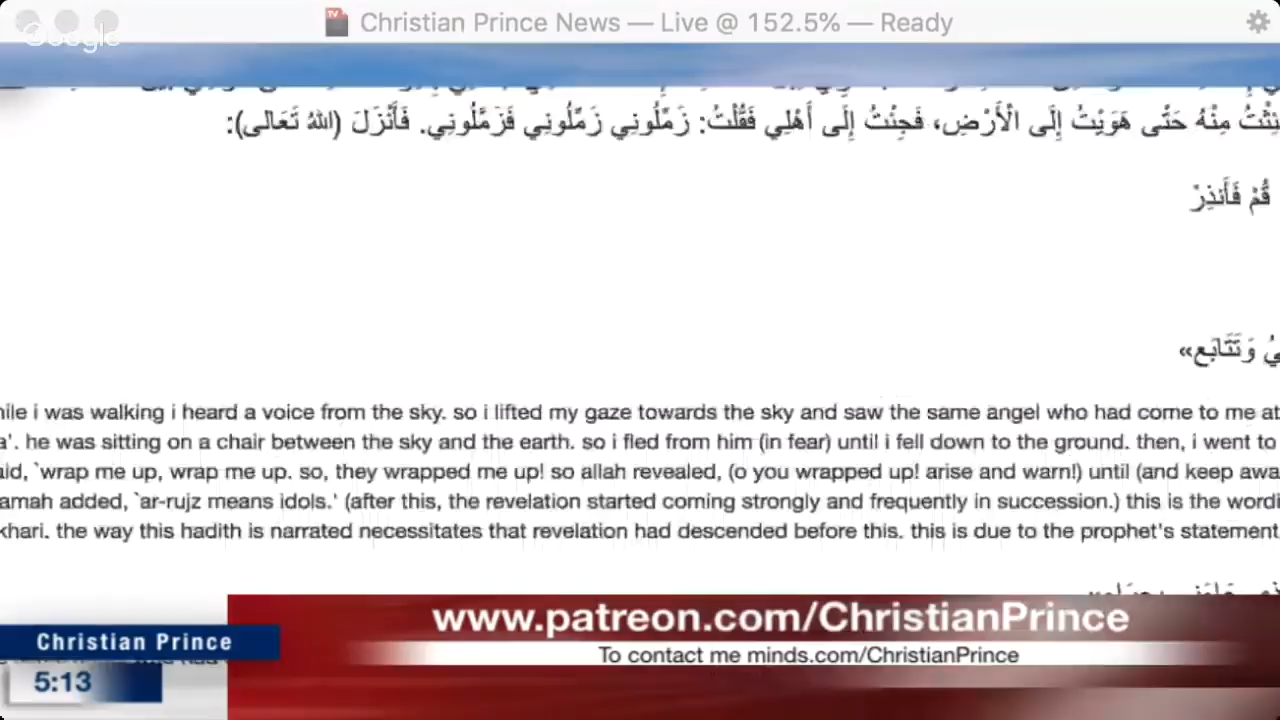 Christian Prince News — Live @ 152.5% — Ready
Google
مِنْهُ حَتَّى هَوَيْتُ إِلَى الْأَرْضِ، فَجِئْتُ إِلَى أَهْلِي فَقُلْتُ: زَمِّلُونِي زَمِّلُونِي فَزَمَّلُونِي. فَأَنْزَلَ (اللهُ تَعَالى):
قُمْ فَأَنذِرْ
وَتَتَابَع»
i was walking i heard a voice from the sky. so i lifted my gaze towards the sky and saw the same angel who had come to me at
he was sitting on a chair between the sky and the earth. so i fled from him (in fear) until i fell down to the ground. then, i went to
`wrap me up, wrap me up. so, they wrapped me up! so allah revealed, (o you wrapped up! arise and warn!) until (and keep
added, `ar-rujz means idols.' (after this, the revelation started coming strongly and frequently in succession.) this is the
the way this hadith is narrated necessitates that revelation had descended before this. this is due to the prophet's statement
www.patreon.com/ChristianPrince
Christian Prince
To contact me minds.com/ChristianPrince
5:13